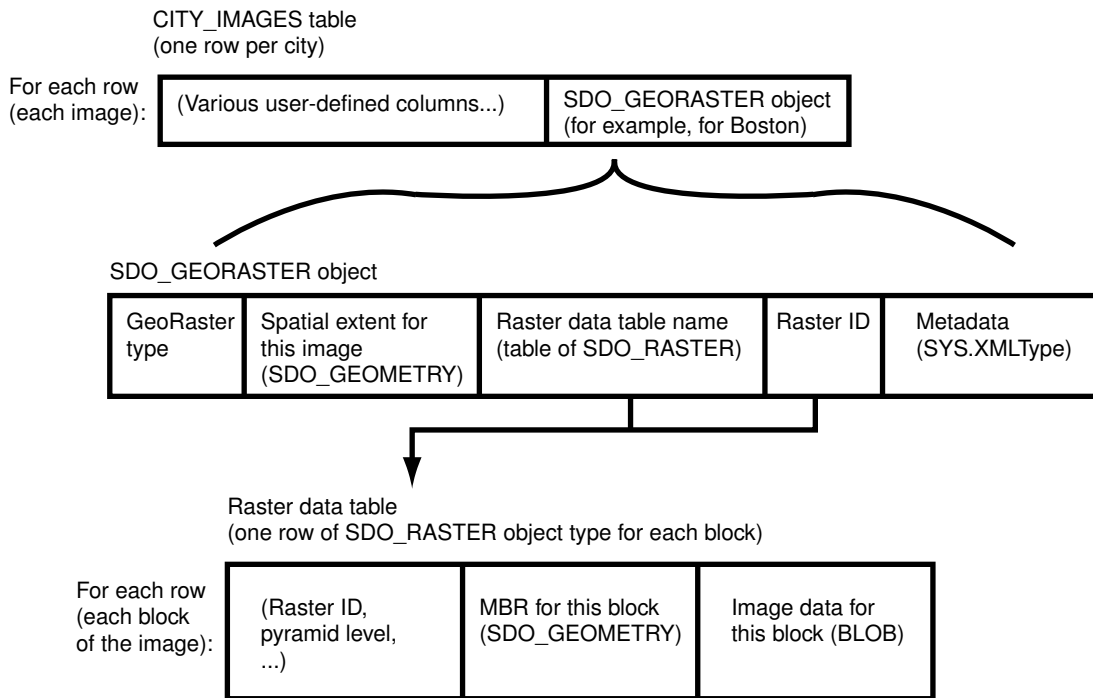 CITY_IMAGES table
(one row per city)
For each row
(each image):
(Various user-defined columns...)
SDO_GEORASTER object
(for example, for Boston)
SDO_GEORASTER object
GeoRaster
type
Spatial extent for
this image
(SDO_GEOMETRY)
Raster data table name
(table of SDO_RASTER)
Raster ID
Metadata
(SYS.XMLType)
Raster data table
(one row of SDO_RASTER object type for each block)
For each row
(each block
of the image):
(Raster ID,
pyramid level,
...)
MBR for this block
(SDO_GEOMETRY)
Image data for
this block (BLOB)